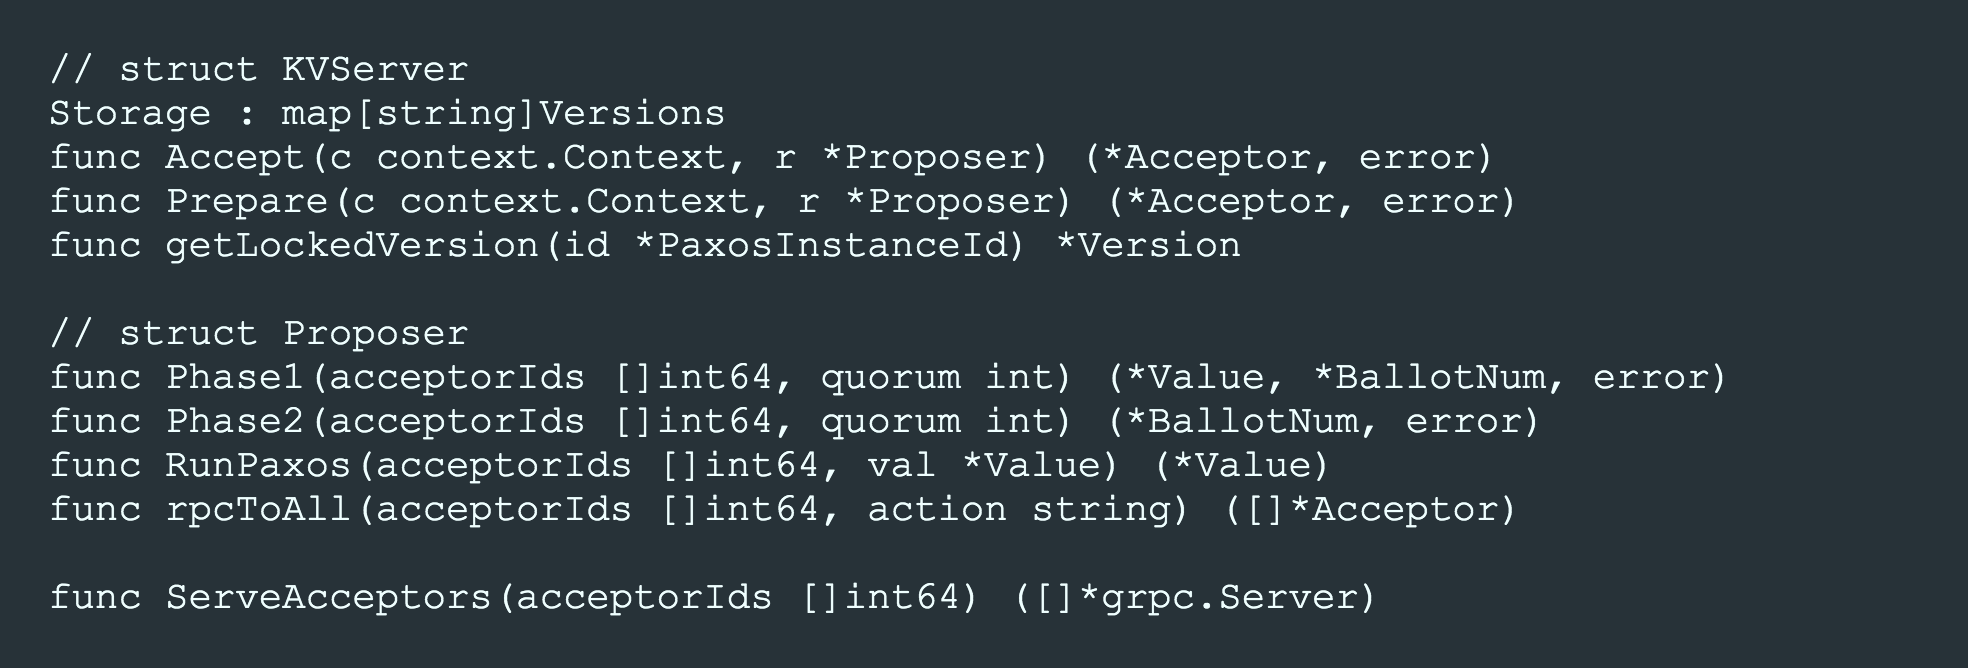 // struct KVServer
Storage : map[string]Versions
func Accept(c context.Context, r *Proposer) (*Acceptor, error)
func Prepare(c context.Context, r *Proposer) (*Acceptor, error)
func getLockedVersion(id *PaxosInstanceId) *Version

// struct Proposer
func Phase1(acceptorIds []int64, quorum int) (*Value, *BallotNum, error)
func Phase2(acceptorIds []int64, quorum int) (*BallotNum, error)
func RunPaxos(acceptorIds []int64, val *Value) (*Value)
func rpcToAll(acceptorIds []int64, action string) ([]*Acceptor)

func ServeAcceptors(acceptorIds []int64) ([]*grpc.Server)